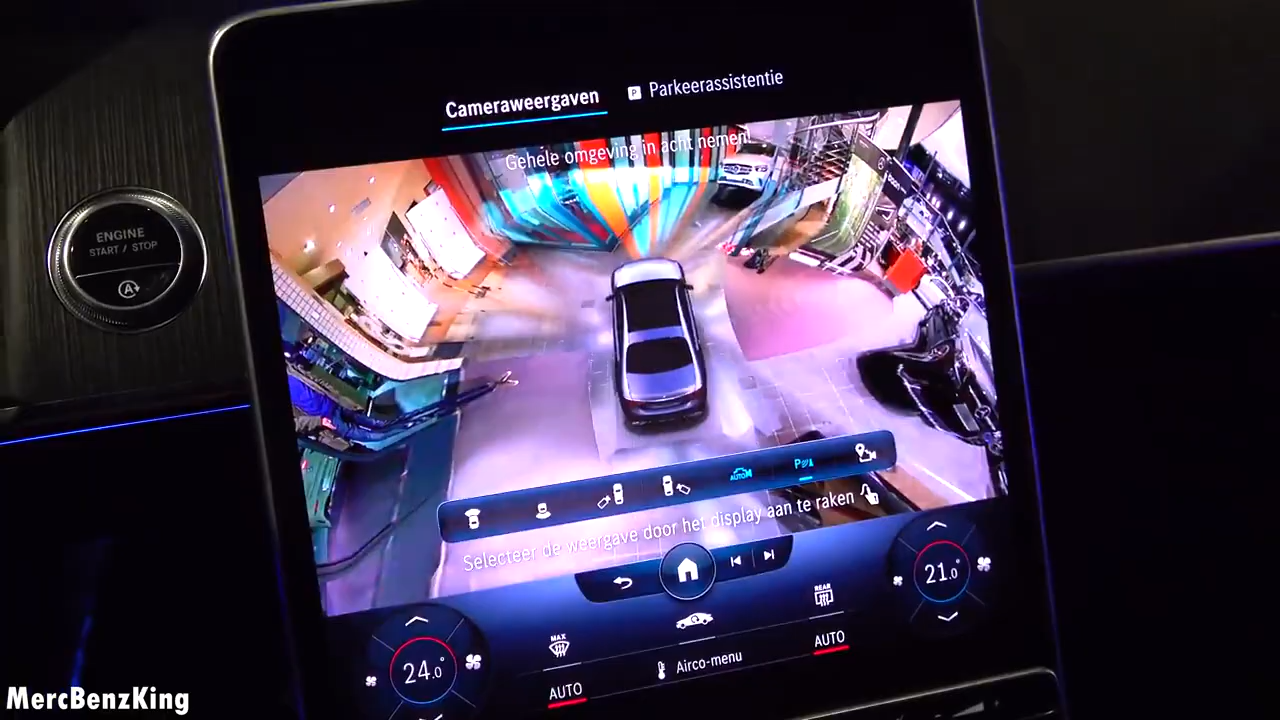 Cameraweergaven
P Parkeerassistentie
Gehele omgeving in acht nemen!
ENGINE
START / STOP
A
AUTO
P
Selecteer de weergave door het display aan te raken
21.0°
REAR
MAX
24.0°
AUTO
Airco-menu
AUTO
MercBenzKing